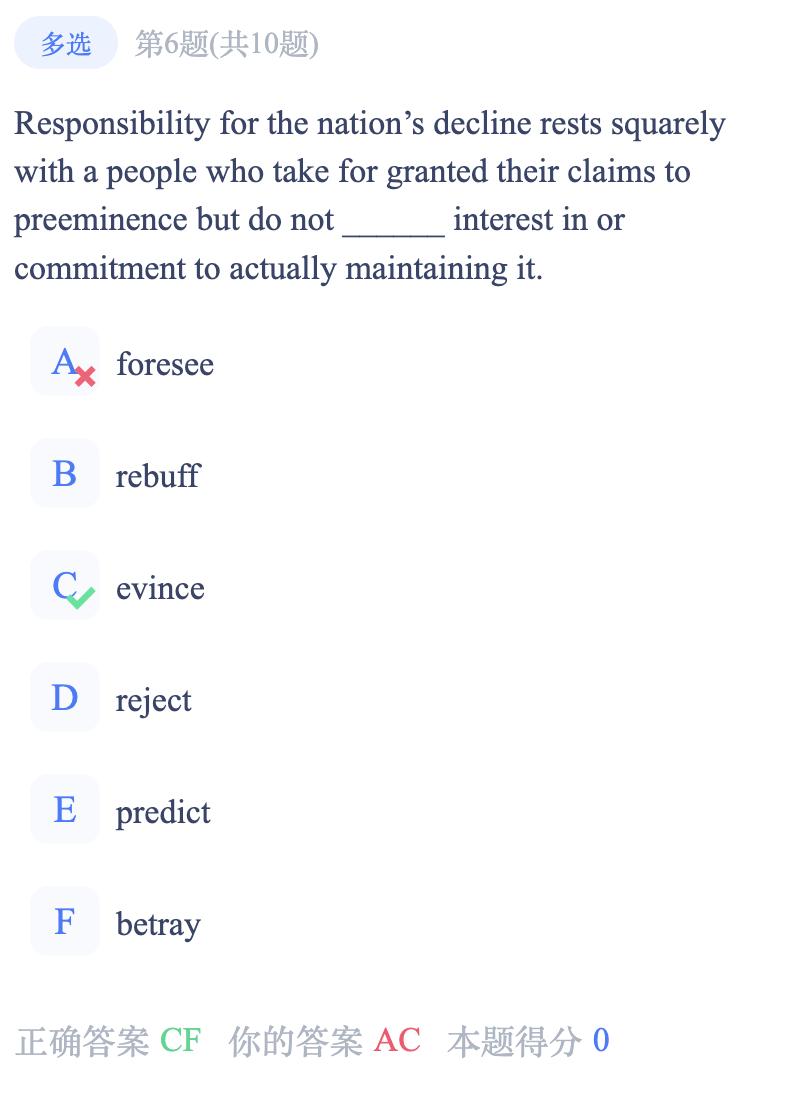 多选 第6题(共10题)
Responsibility for the nation’s decline rests squarely
with a people who take for granted their claims to
preeminence but do not ______ interest in or
commitment to actually maintaining it.
A foresee
B rebuff
C evince
D reject
E predict
F betray
正确答案 CF 你的答案 AC 本题得分 0